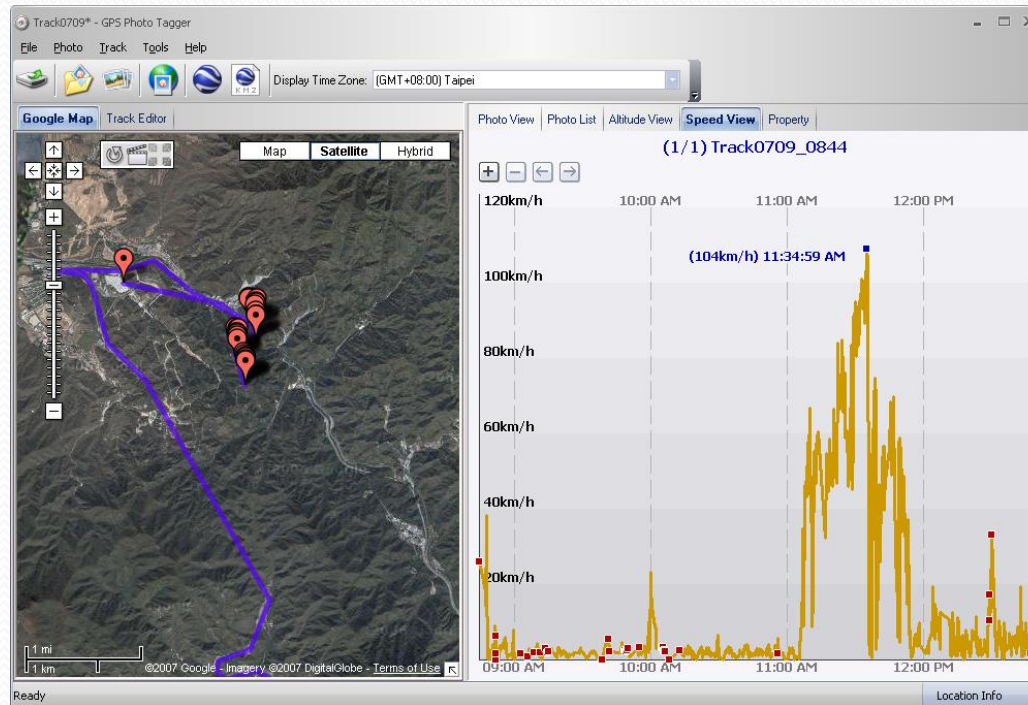 Track0709* - GPS Photo Tagger
File Photo Track Tools Help
KMZ
Display Time Zone: (GMT+08:00) Taipei
Google Map Track Editor
Photo View Photo List Altitude View Speed View Property
Map Satellite Hybrid
(1/1) Track0709_0844
120km/h 10:00 AM 11:00 AM 12:00 PM
(104km/h) 11:34:59 AM
100km/h
80km/h
60km/h
40km/h
20km/h
1 mi
1 km
©2007 Google - Imagery ©2007 DigitalGlobe - Terms of Use
09:00 AM 10:00 AM 11:00 AM 12:00 PM
Ready
Location Info